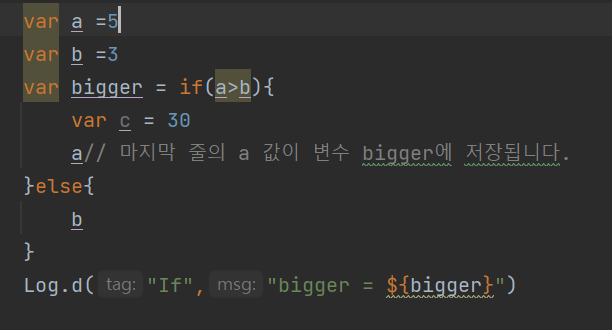 var a =5
var b =3
var bigger = if(a>b){
    var c = 30
    a// 마지막 줄의 a 값이 변수 bigger에 저장됩니다.
}else{
    b
}
Log.d( tag: "If", msg: "bigger = ${bigger}")